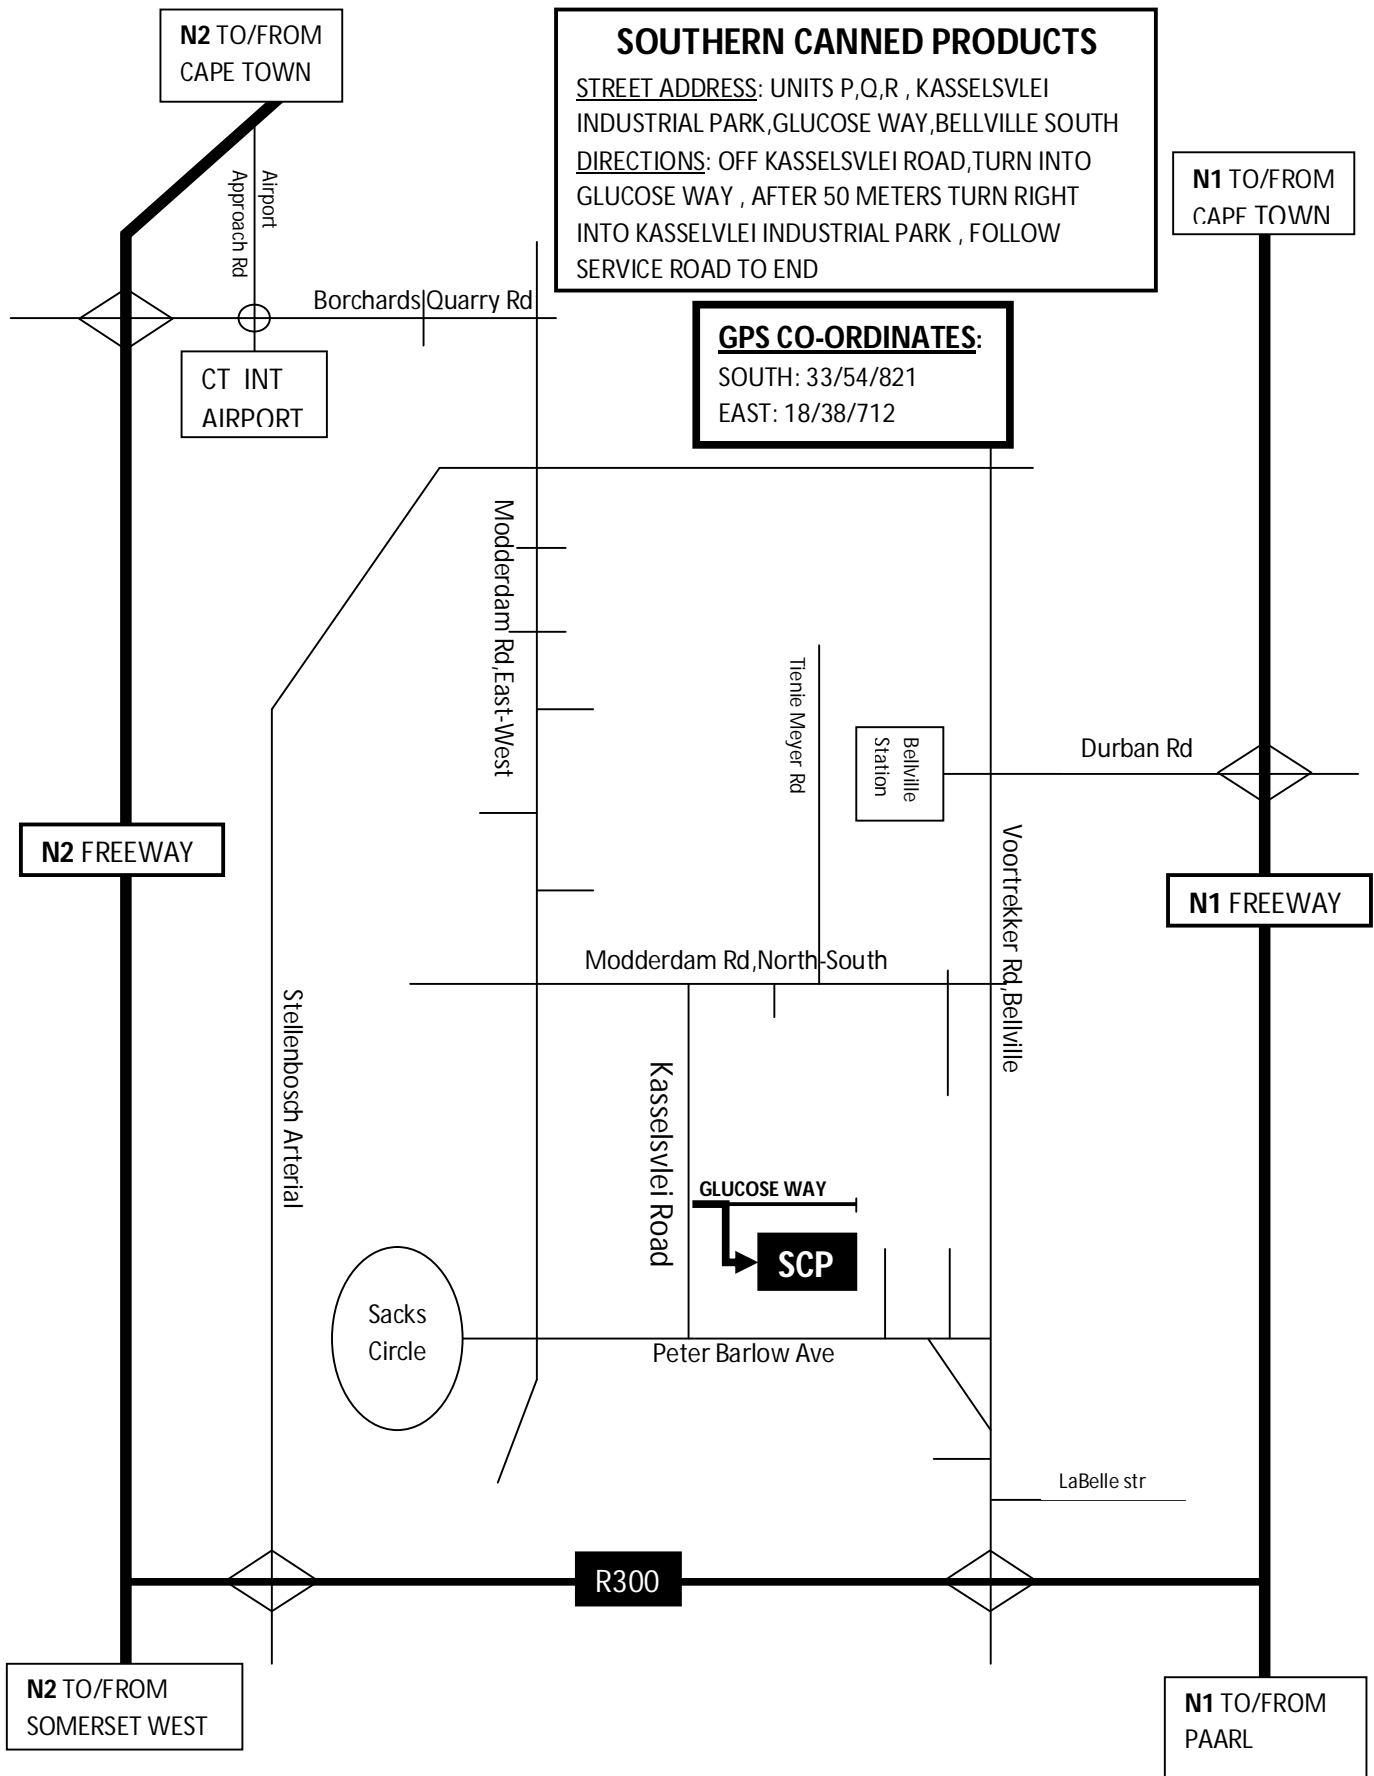 N2 TO/FROM
CAPE TOWN
SOUTHERN CANNED PRODUCTS
STREET ADDRESS: UNITS P,Q,R , KASSELSVLEI
INDUSTRIAL PARK,GLUCOSE WAY,BELLVILLE SOUTH
DIRECTIONS: OFF KASSELSVLEI ROAD,TURN INTO
GLUCOSE WAY , AFTER 50 METERS TURN RIGHT
INTO KASSELVLEI INDUSTRIAL PARK , FOLLOW
SERVICE ROAD TO END
N1 TO/FROM
CAPE TOWN
Airport
Approach Rd
Borchards Quarry Rd
GPS CO-ORDINATES:
SOUTH: 33/54/821
EAST: 18/38/712
CT INT
AIRPORT
Modderdam Rd,East-West
Tienie Meyer Rd
Bellville
Station
Durban Rd
N2 FREEWAY
Voortrekker Rd,Bellville
N1 FREEWAY
Modderdam Rd,North-South
Stellenbosch Arterial
Kasselsvlei Road
GLUCOSE WAY
SCP
Sacks
Circle
Peter Barlow Ave
LaBelle str
R300
N2 TO/FROM
SOMERSET WEST
N1 TO/FROM
PAARL